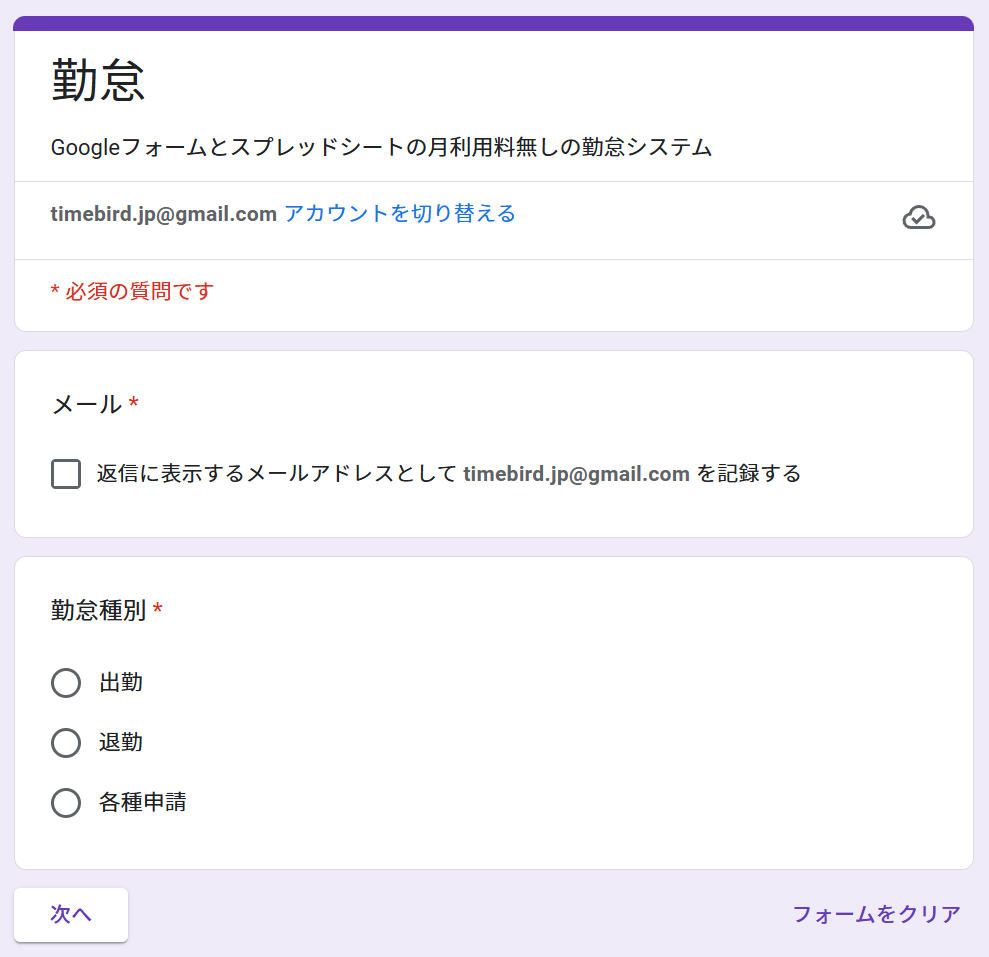 勤怠
Googleフォームとスプレッドシートの月利用料無しの勤怠システム
timebird.jp@gmail.com アカウントを切り替える
* 必須の質問です
メール *
返信に表示するメールアドレスとして timebird.jp@gmail.com を記録する
勤怠種別 *
出勤
退勤
各種申請
次へ
フォームをクリア